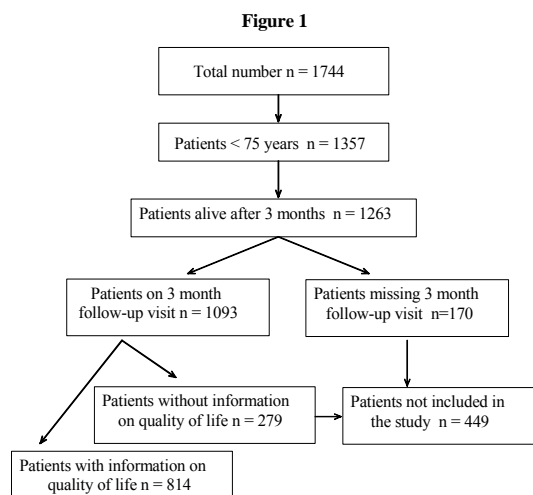 Figure 1
Total number n = 1744
Patients < 75 years n = 1357
Patients alive after 3 months n = 1263
Patients on 3 month
follow-up visit n = 1093
Patients missing 3 month
follow-up visit n=170
Patients without information
on quality of life n = 279
Patients not included in
the study n = 449
Patients with information on
quality of life n = 814